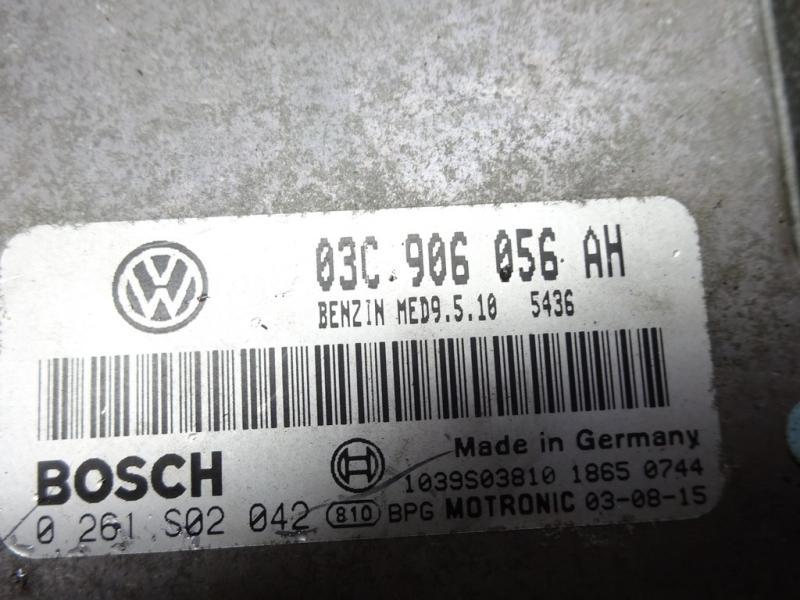 03C 906 056 AH
BENZIN MED9.5.10 5436
BOSCH
Made in Germany
1039S03810 1865 0744
0 261 S02 042 810 BPG MOTRONIC 03-08-15